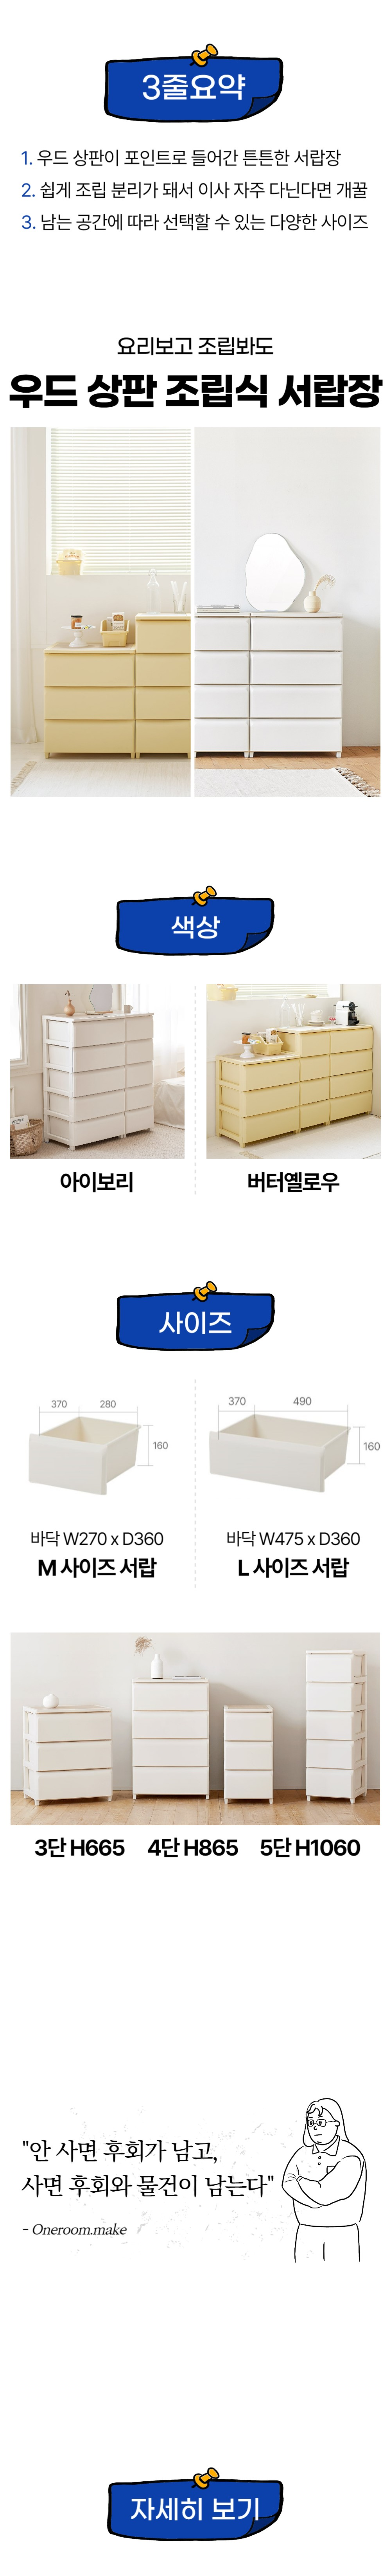 3줄요약
1. 우드 상판이 포인트로 들어간 튼튼한 서랍장
2. 쉽게 조립 분리가 돼서 이사 자주 다닌다면 개꿀
3. 남는 공간에 따라 선택할 수 있는 다양한 사이즈
요리보고 조립봐도
우드 상판 조립식 서랍장
색상
아이보리
버터옐로우
사이즈
370 280
160
370 490
160
바닥 W270 x D360
M 사이즈 서랍
바닥 W475 x D360
L 사이즈 서랍
3단 H665 4단 H865 5단 H1060
"안 사면 후회가 남고,
사면 후회와 물건이 남는다"
- Oneroom.make
자세히 보기